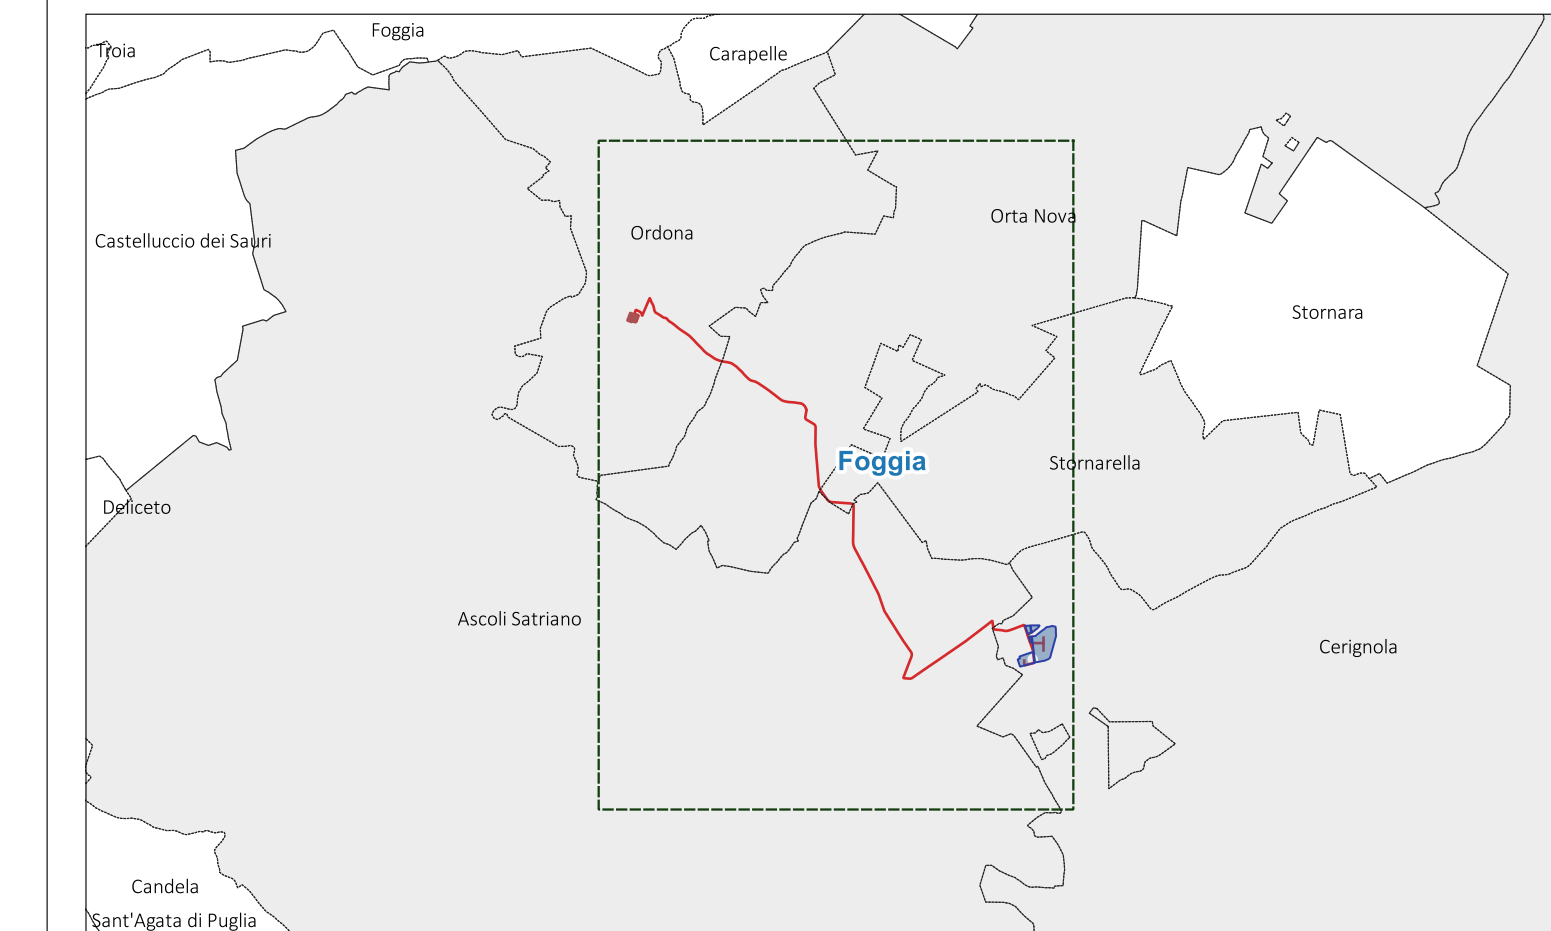 Foggia
Troia
Carapelle
Orta Nova
Ordona
Castelluccio dei Sauri
Stornara
Foggia
Stornarella
Deliceto
Ascoli Satriano
Cerignola
Candela
Sant'Agata di Puglia